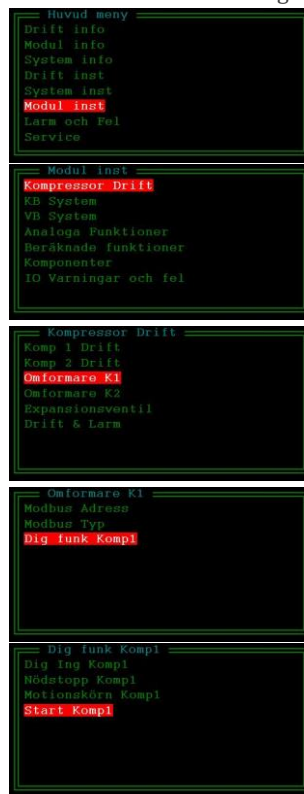 Huvud meny
Drift info
Modul info
System info
Drift inst
System inst
Modul inst
Larm och Fel
Service
Modul inst
Kompressor Drift
KB System
VB System
Analoga Funktioner
Beräknade funktioner
Komponenter
IO Varningar och fel
Kompressor Drift
Komp 1 Drift
Komp 2 Drift
Omformare K1
Omformare K2
Expansionsventil
Drift & Larm
Omformare K1
Modbus Adress
Modbus Typ
Dig funk Komp1
Dig funk Komp1
Dig Ing Komp1
Nödstopp Komp1
Motionskörn Komp1
Start Komp1